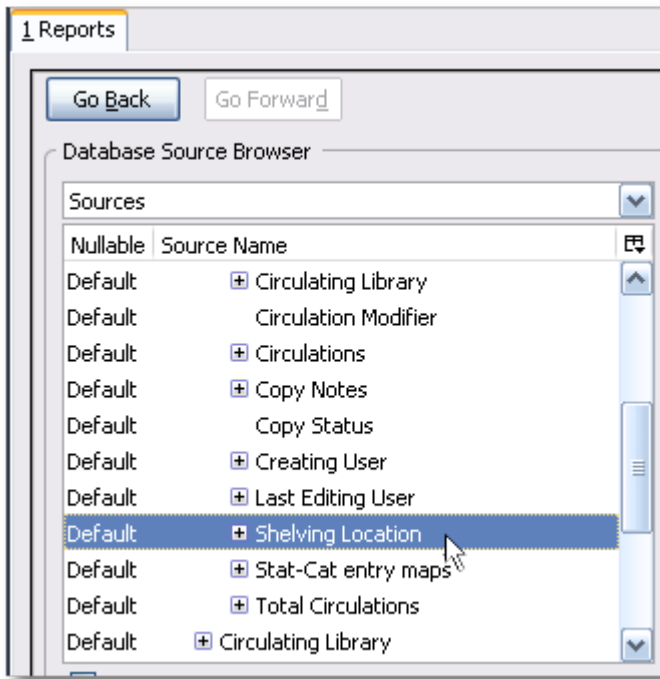 1 Reports
Go Back Go Forward
Database Source Browser
Sources
Nullable Source Name
Default Circulating Library
Default Circulation Modifier
Default Circulations
Default Copy Notes
Default Copy Status
Default Creating User
Default Last Editing User
Default Shelving Location
Default Stat-Cat entry maps
Default Total Circulations
Default Circulating Library